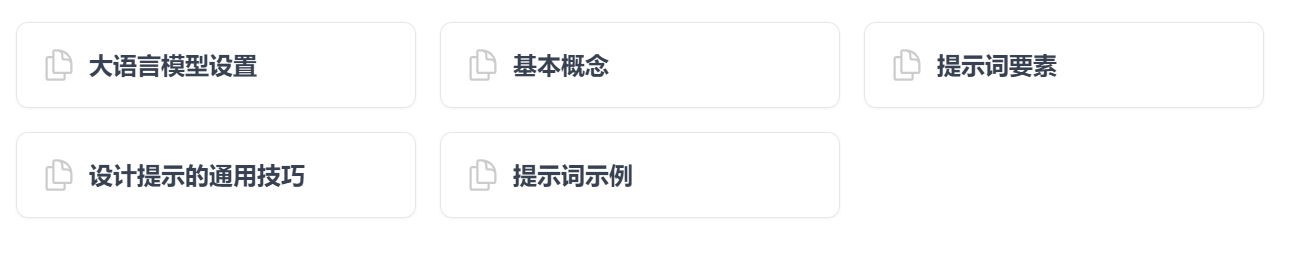 大语言模型设置
基本概念
提示词要素
设计提示的通用技巧
提示词示例